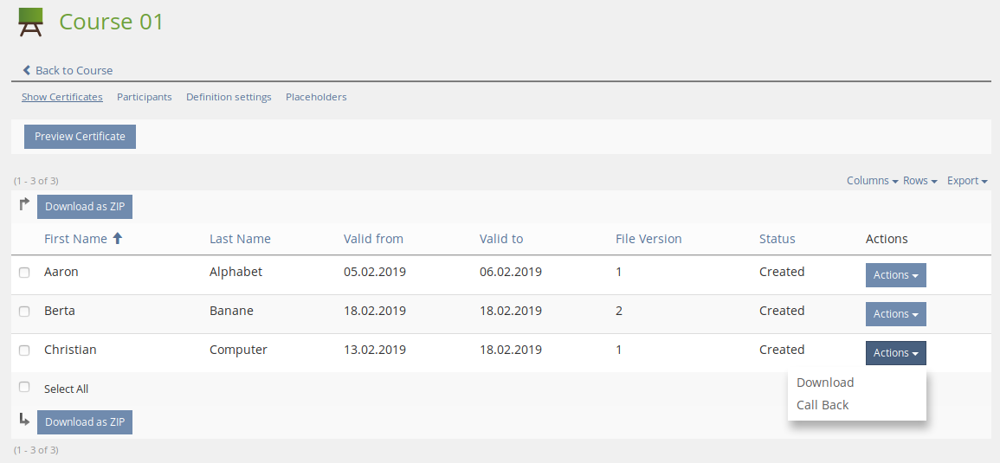 Course 01
Back to Course
Show Certificates Participants Definition settings Placeholders
Preview Certificate
(1 - 3 of 3) Columns Rows Export
Download as ZIP
First Name Last Name Valid from Valid to File Version Status Actions
Aaron Alphabet 05.02.2019 06.02.2019 1 Created Actions
Berta Banane 18.02.2019 18.02.2019 2 Created Actions
Christian Computer 13.02.2019 18.02.2019 1 Created Actions
Download
Select All
Call Back
Download as ZIP
(1 - 3 of 3)